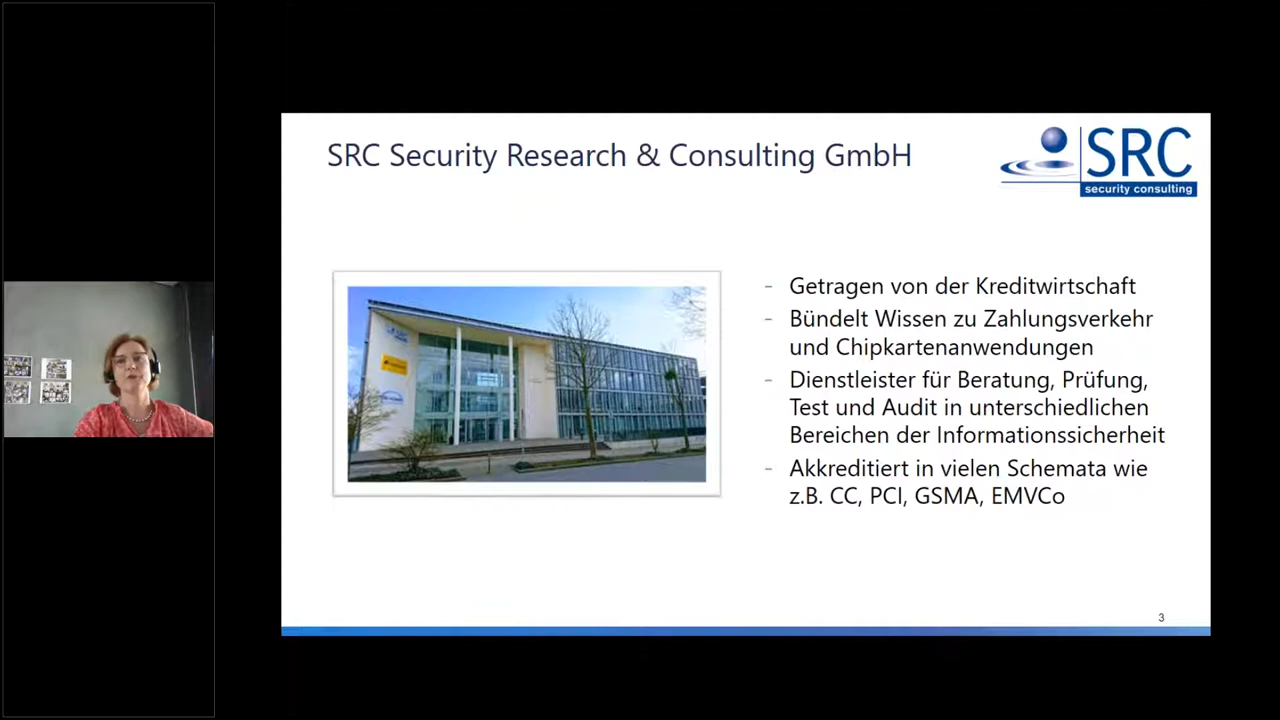 SRC Security Research & Consulting GmbH
SRC
security consulting
- Getragen von der Kreditwirtschaft
- Bündelt Wissen zu Zahlungsverkehr
und Chipkartenanwendungen
- Dienstleister für Beratung, Prüfung,
Test und Audit in unterschiedlichen
Bereichen der Informationssicherheit
- Akkreditiert in vielen Schemata wie
z.B. CC, PCI, GSMA, EMVCo
3